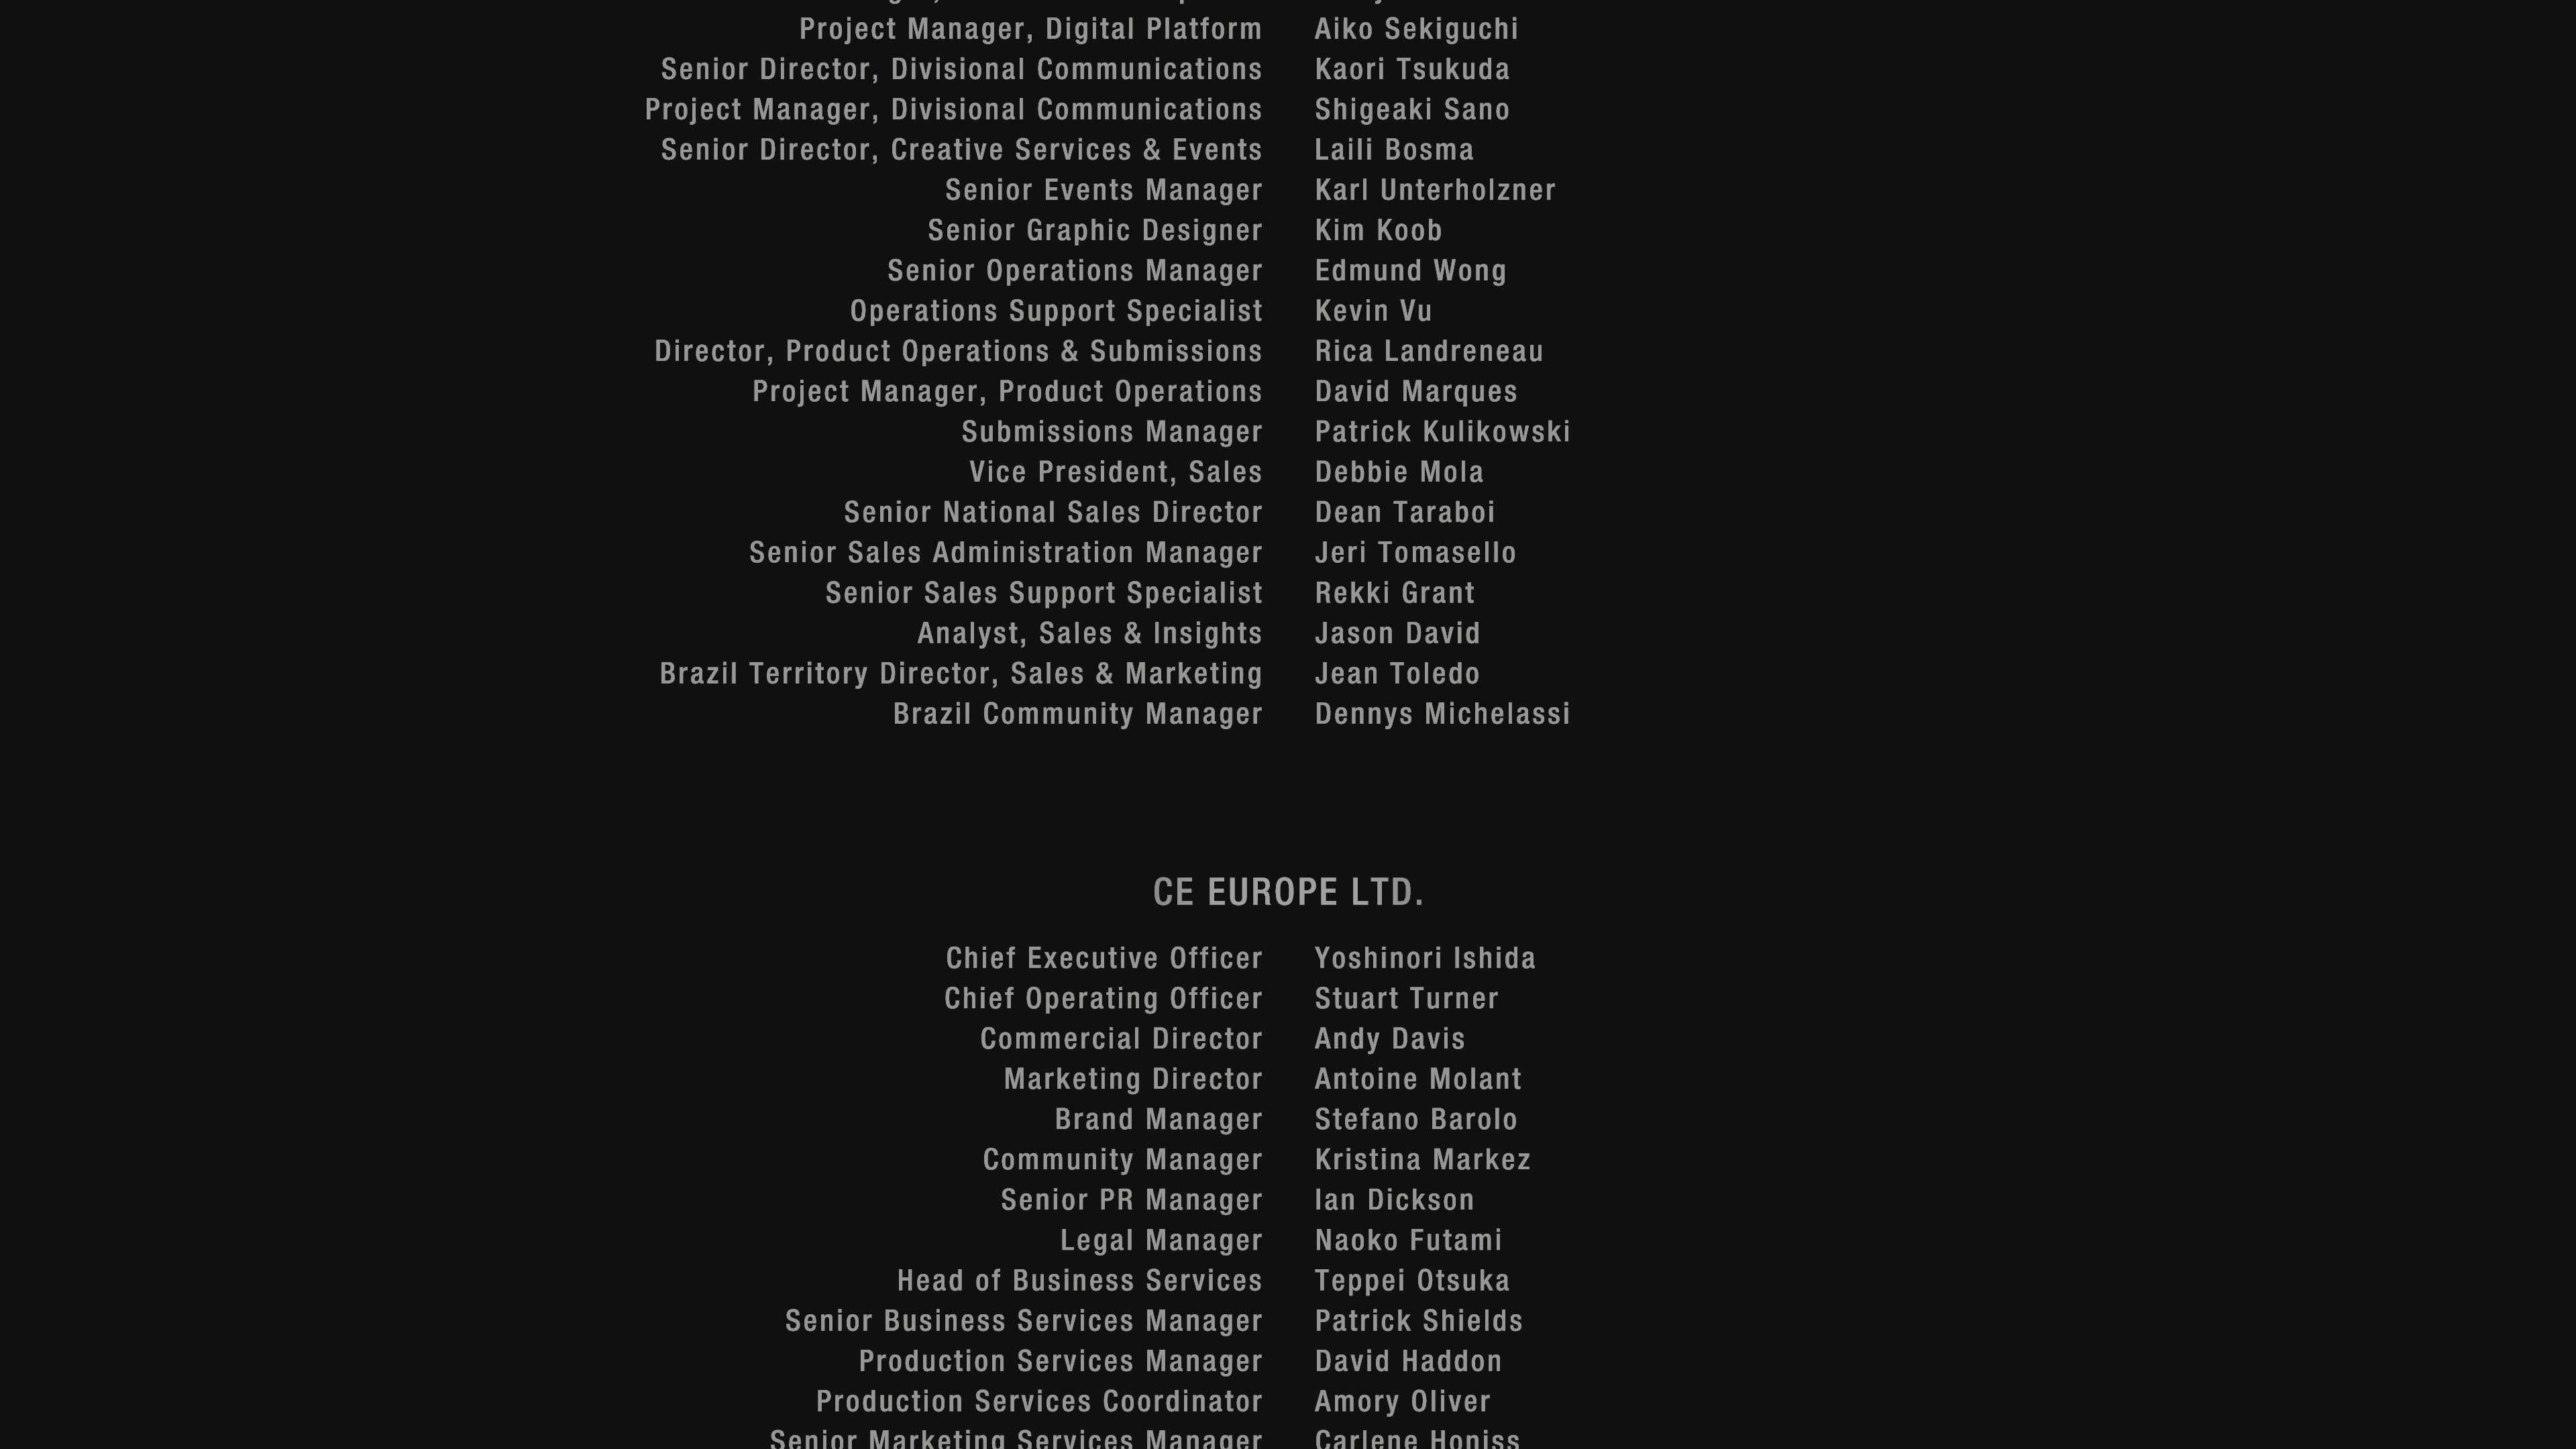 Project Manager, Digital Platform Aiko Sekiguchi
Senior Director, Divisional Communications Kaori Tsukuda
Project Manager, Divisional Communications Shigeaki Sano
Senior Director, Creative Services & Events Laili Bosma
Senior Events Manager Karl Unterholzner
Senior Graphic Designer Kim Koob
Senior Operations Manager Edmund Wong
Operations Support Specialist Kevin Vu
Director, Product Operations & Submissions Rica Landreneau
Project Manager, Product Operations David Marques
Submissions Manager Patrick Kulikowski
Vice President, Sales Debbie Mola
Senior National Sales Director Dean Taraboi
Senior Sales Administration Manager Jeri Tomasello
Senior Sales Support Specialist Rekki Grant
Analyst, Sales & Insights Jason David
Brazil Territory Director, Sales & Marketing Jean Toledo
Brazil Community Manager Dennys Michelassi
CE EUROPE LTD.
Chief Executive Officer Yoshinori Ishida
Chief Operating Officer Stuart Turner
Commercial Director Andy Davis
Marketing Director Antoine Molant
Brand Manager Stefano Barolo
Community Manager Kristina Markez
Senior PR Manager Ian Dickson
Legal Manager Naoko Futami
Head of Business Services Teppei Otsuka
Senior Business Services Manager Patrick Shields
Production Services Manager David Haddon
Production Services Coordinator Amory Oliver
Senior Marketing Services Manager Carlene Honiss